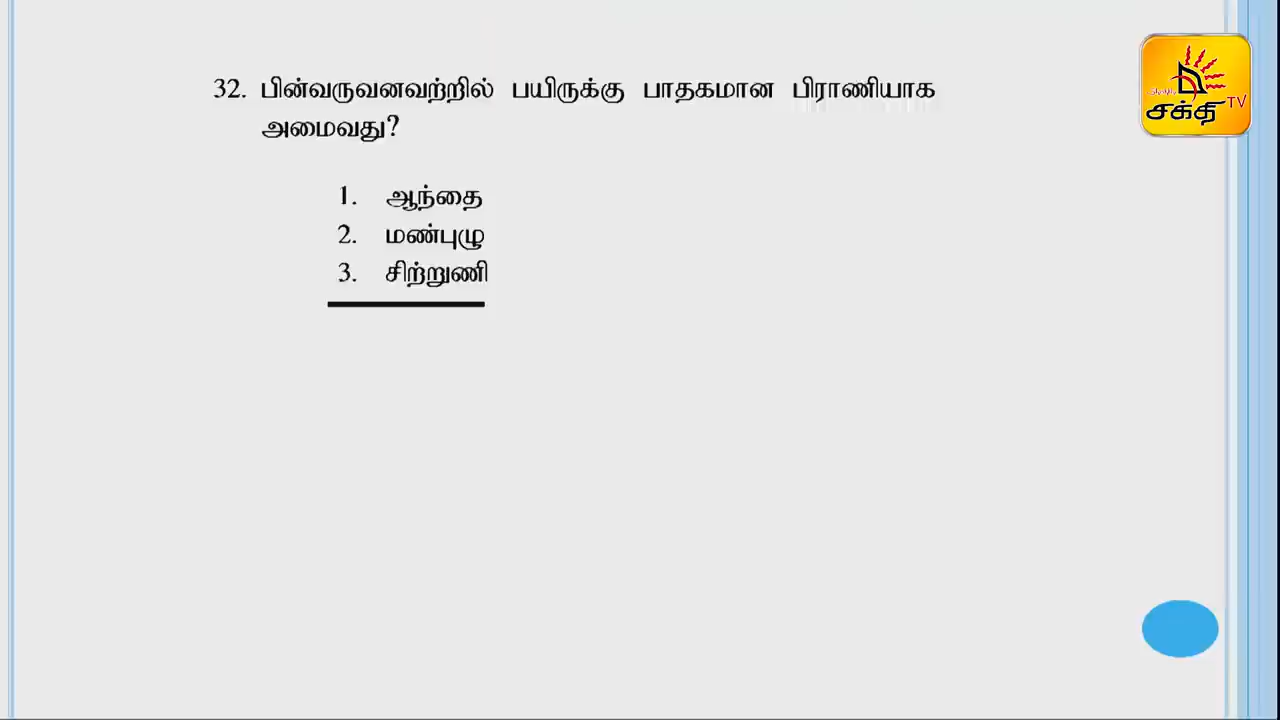 32. பின்வருவனவற்றில் பயிருக்கு பாதகமான பிராணியாக
அமைவது?
1. ஆந்தை
2. மண்புழு
3. சிற்றுணி
சக்தி TV